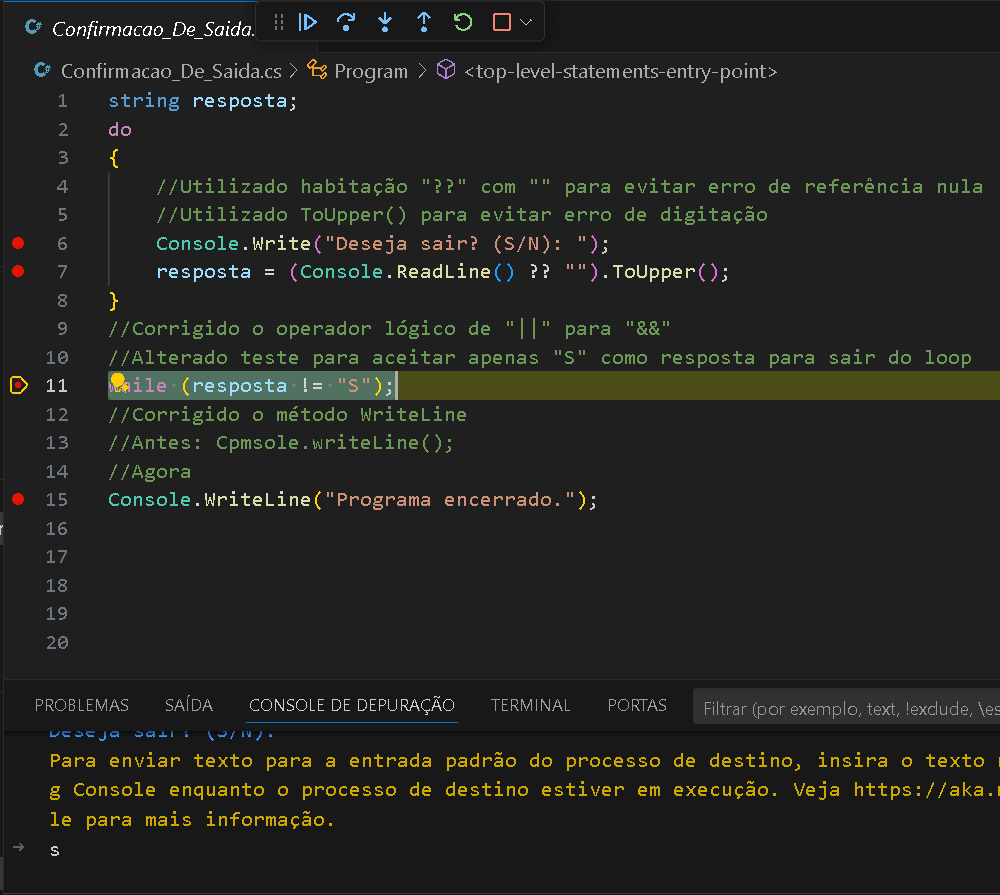 Confirmacao_De_Saida.
Confirmacao_De_Saida.cs > Program > <top-level-statements-entry-point>
1 string resposta;
2 do
3 {
4 //Utilizado habitação "??" com "" para evitar erro de referência nula
5 //Utilizado ToUpper() para evitar erro de digitação
6 Console.Write("Deseja sair? (S/N): ");
7 resposta = (Console.ReadLine() ?? "").ToUpper();
8 }
9 //Corrigido o operador lógico de "||" para "&&"
10 //Alterado teste para aceitar apenas "S" como resposta para sair do loop
11 while (resposta != "S");
12 //Corrigido o método WriteLine
13 //Antes: Cpmsole.writeLine();
14 //Agora
15 Console.WriteLine("Programa encerrado.");
16
17
18
19
20
PROBLEMAS SAÍDA CONSOLE DE DEPURAÇÃO TERMINAL PORTAS Filtrar (por exemplo, text, !exclude, \es
Deseja sair? (S/N):
Para enviar texto para a entrada padrão do processo de destino, insira o texto
g Console enquanto o processo de destino estiver em execução. Veja https://aka.
le para mais informação.
s